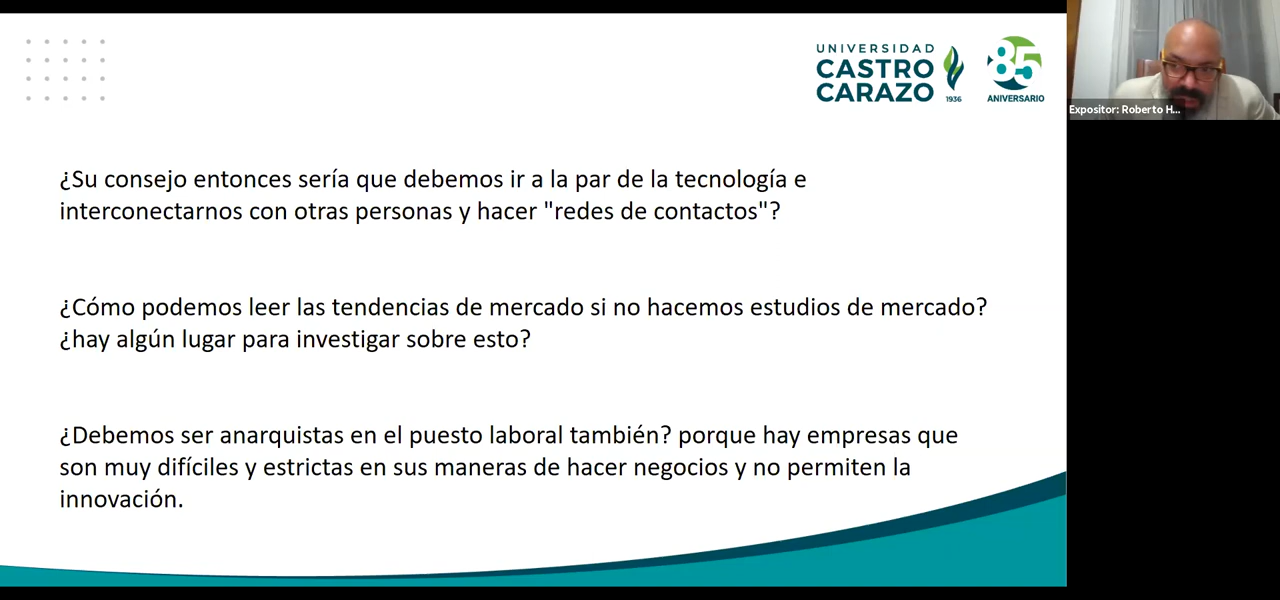 UNIVERSIDAD
CASTRO
CARAZO
1936
85
ANIVERSARIO
Expositor: Roberto H...
¿Su consejo entonces sería que debemos ir a la par de la tecnología e
interconectarnos con otras personas y hacer "redes de contactos"?
¿Cómo podemos leer las tendencias de mercado si no hacemos estudios de mercado?
¿hay algún lugar para investigar sobre esto?
¿Debemos ser anarquistas en el puesto laboral también? porque hay empresas que
son muy difíciles y estrictas en sus maneras de hacer negocios y no permiten la
innovación.